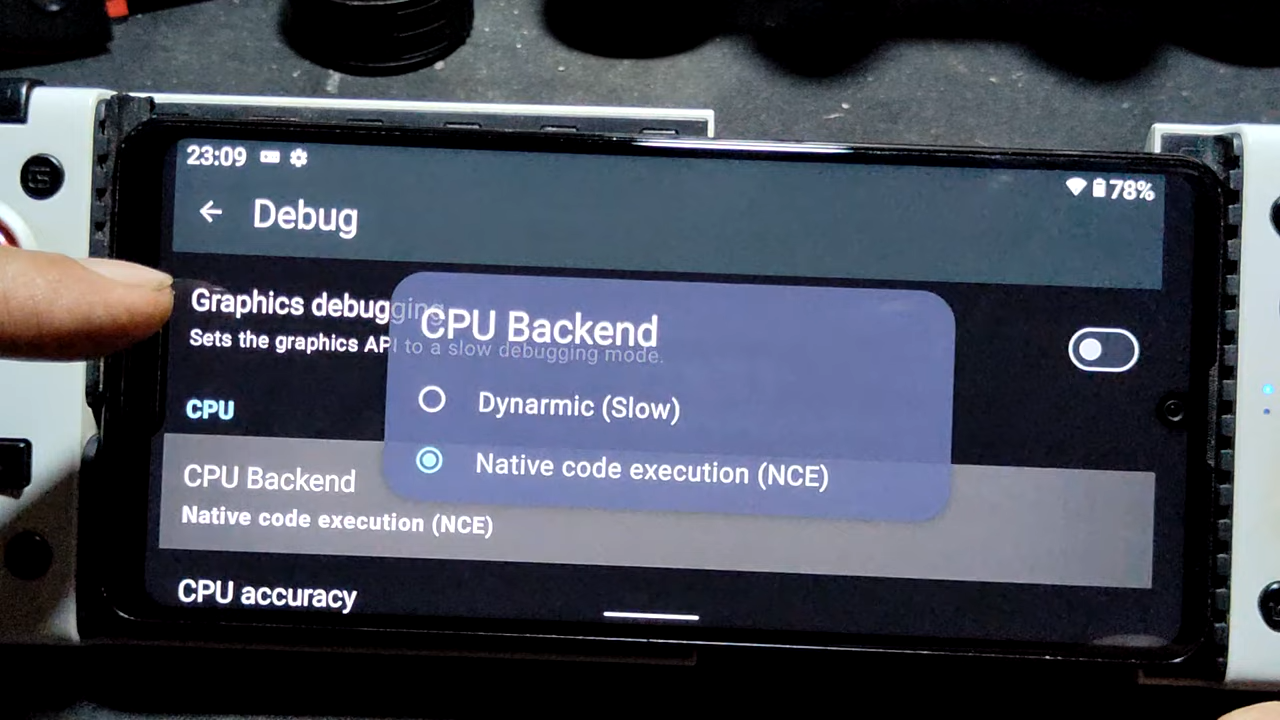 23:09
78%
Debug
Graphics debugging
Sets the graphics API to a slow debugging mode.
CPU Backend
Dynarmic (Slow)
Native code execution (NCE)
CPU
CPU Backend
Native code execution (NCE)
CPU accuracy